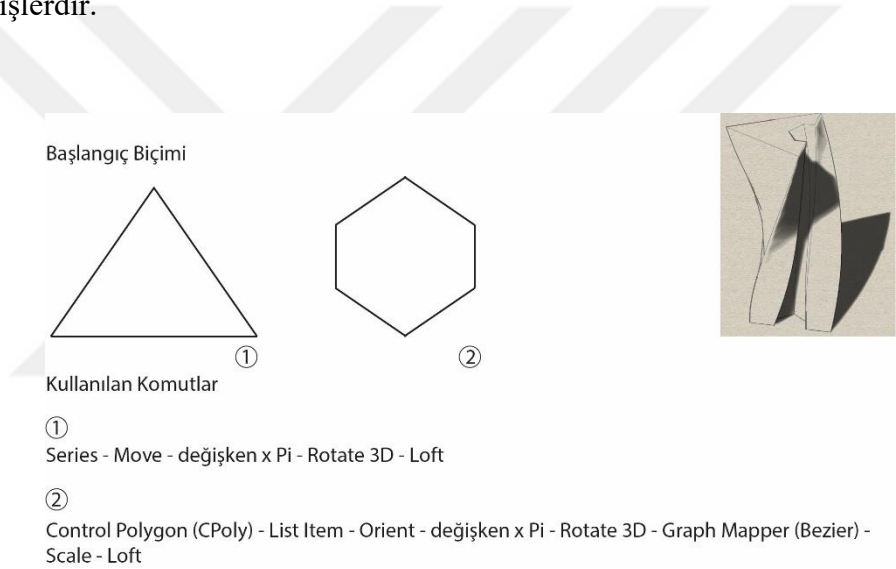 işlerdir.
Başlangıç Biçimi
① ②
Kullanılan Komutlar
①
Series - Move - değişken x Pi - Rotate 3D - Loft
②
Control Polygon (CPoly) - List Item - Orient - değişken x Pi - Rotate 3D - Graph Mapper (Bezier) -
Scale - Loft